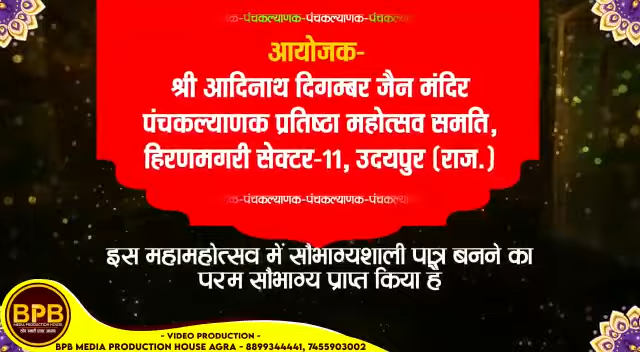 क-पंचकल्याणक-पंचकल्याणक-पंचकल्य
आयोजक-
श्री आदिनाथ दिगम्बर जैन मंदिर
पंचकल्याणक प्रतिष्ठा महोत्सव समति,
हिरणमगरी सेक्टर-11, उदयपुर (राज.)
क-पंचकल्याणक-पंचकल्याणक-पंचकल्य
इस महामहोत्सव में सौभाग्यशाली पात्र बनने का
परम सौभाग्य प्राप्त किया है
BPB
MEDIA PRODUCTION HOUSE
- VIDEO PRODUCTION -
BPB MEDIA PRODUCTION HOUSE AGRA - 8899344441, 7455903002